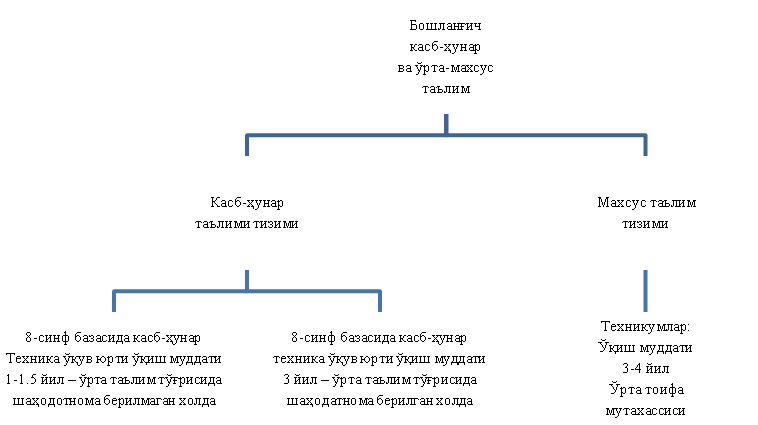 Бошланғич
касб-ҳунар
ва ўрта-махсус
таълим
Касб-ҳунар
таълими тизими
Махсус таълим
тизими
8-синф базасида касб-ҳунар
Техника ўқув юрти ўқиш муддати
1-1.5 йил – ўрта таълим тўғрисида
шаҳодотнома берилмаган холда
8-синф базасида касб-ҳунар
техника ўқув юрти ўқиш муддати
3 йил – ўрта таълим тўғрисида
шаҳодатнома берилган холда
Техникумлар:
Ўқиш муддати
3-4 йил
Ўрта тоифа
мутахассиси